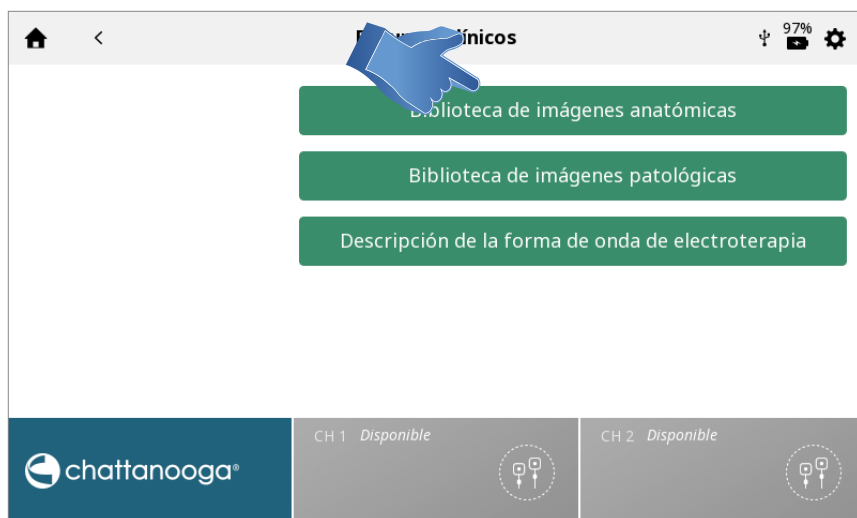 97%
línicos
Biblioteca de imágenes anatómicas
Biblioteca de imágenes patológicas
Descripción de la forma de onda de electroterapia
CH 1 Disponible
CH 2 Disponible
chattanooga®